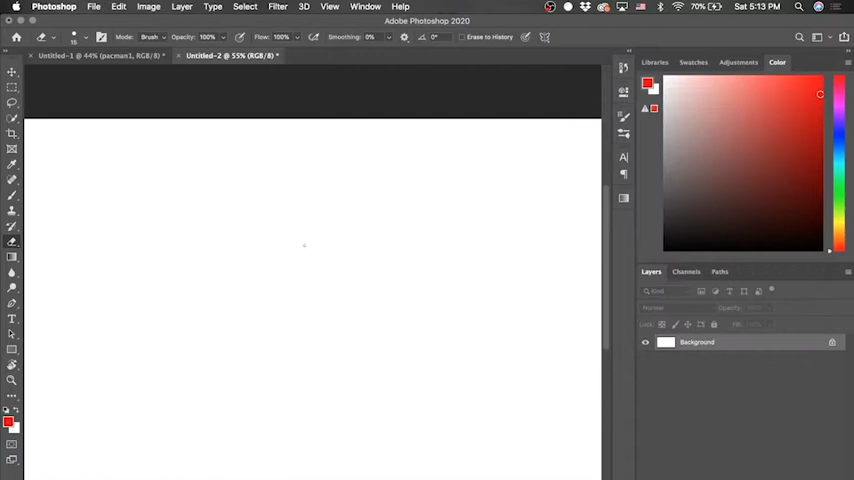 Photoshop File Edit Image Layer Type Select Filter 3D View Window Help 70% Sat 5:13 PM
Adobe Photoshop 2020
15 Mode: Brush Opacity: 100% Flow: 100% Smoothing: 0% 0° Erase to History
Untitled-1 @ 44% (pacman1, RGB/8) * Untitled-2 @ 55% (RGB/8) *
Libraries Swatches Adjustments Color
Layers Channels Paths
Kind
Normal Opacity:
Lock: Fill:
Background